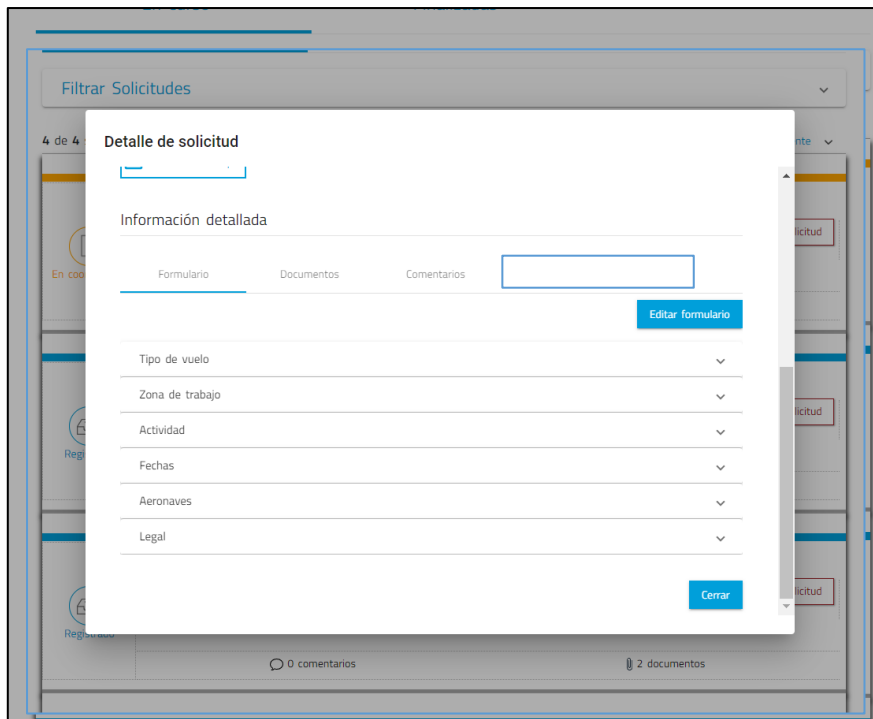 Filtrar Solicitudes
4 de 4
Detalle de solicitud
Información detallada
Formulario Documentos Comentarios
Editar formulario
Tipo de vuelo
Zona de trabajo
Actividad
Fechas
Aeronaves
Legal
Cerrar
Registrado
0 comentarios 2 documentos